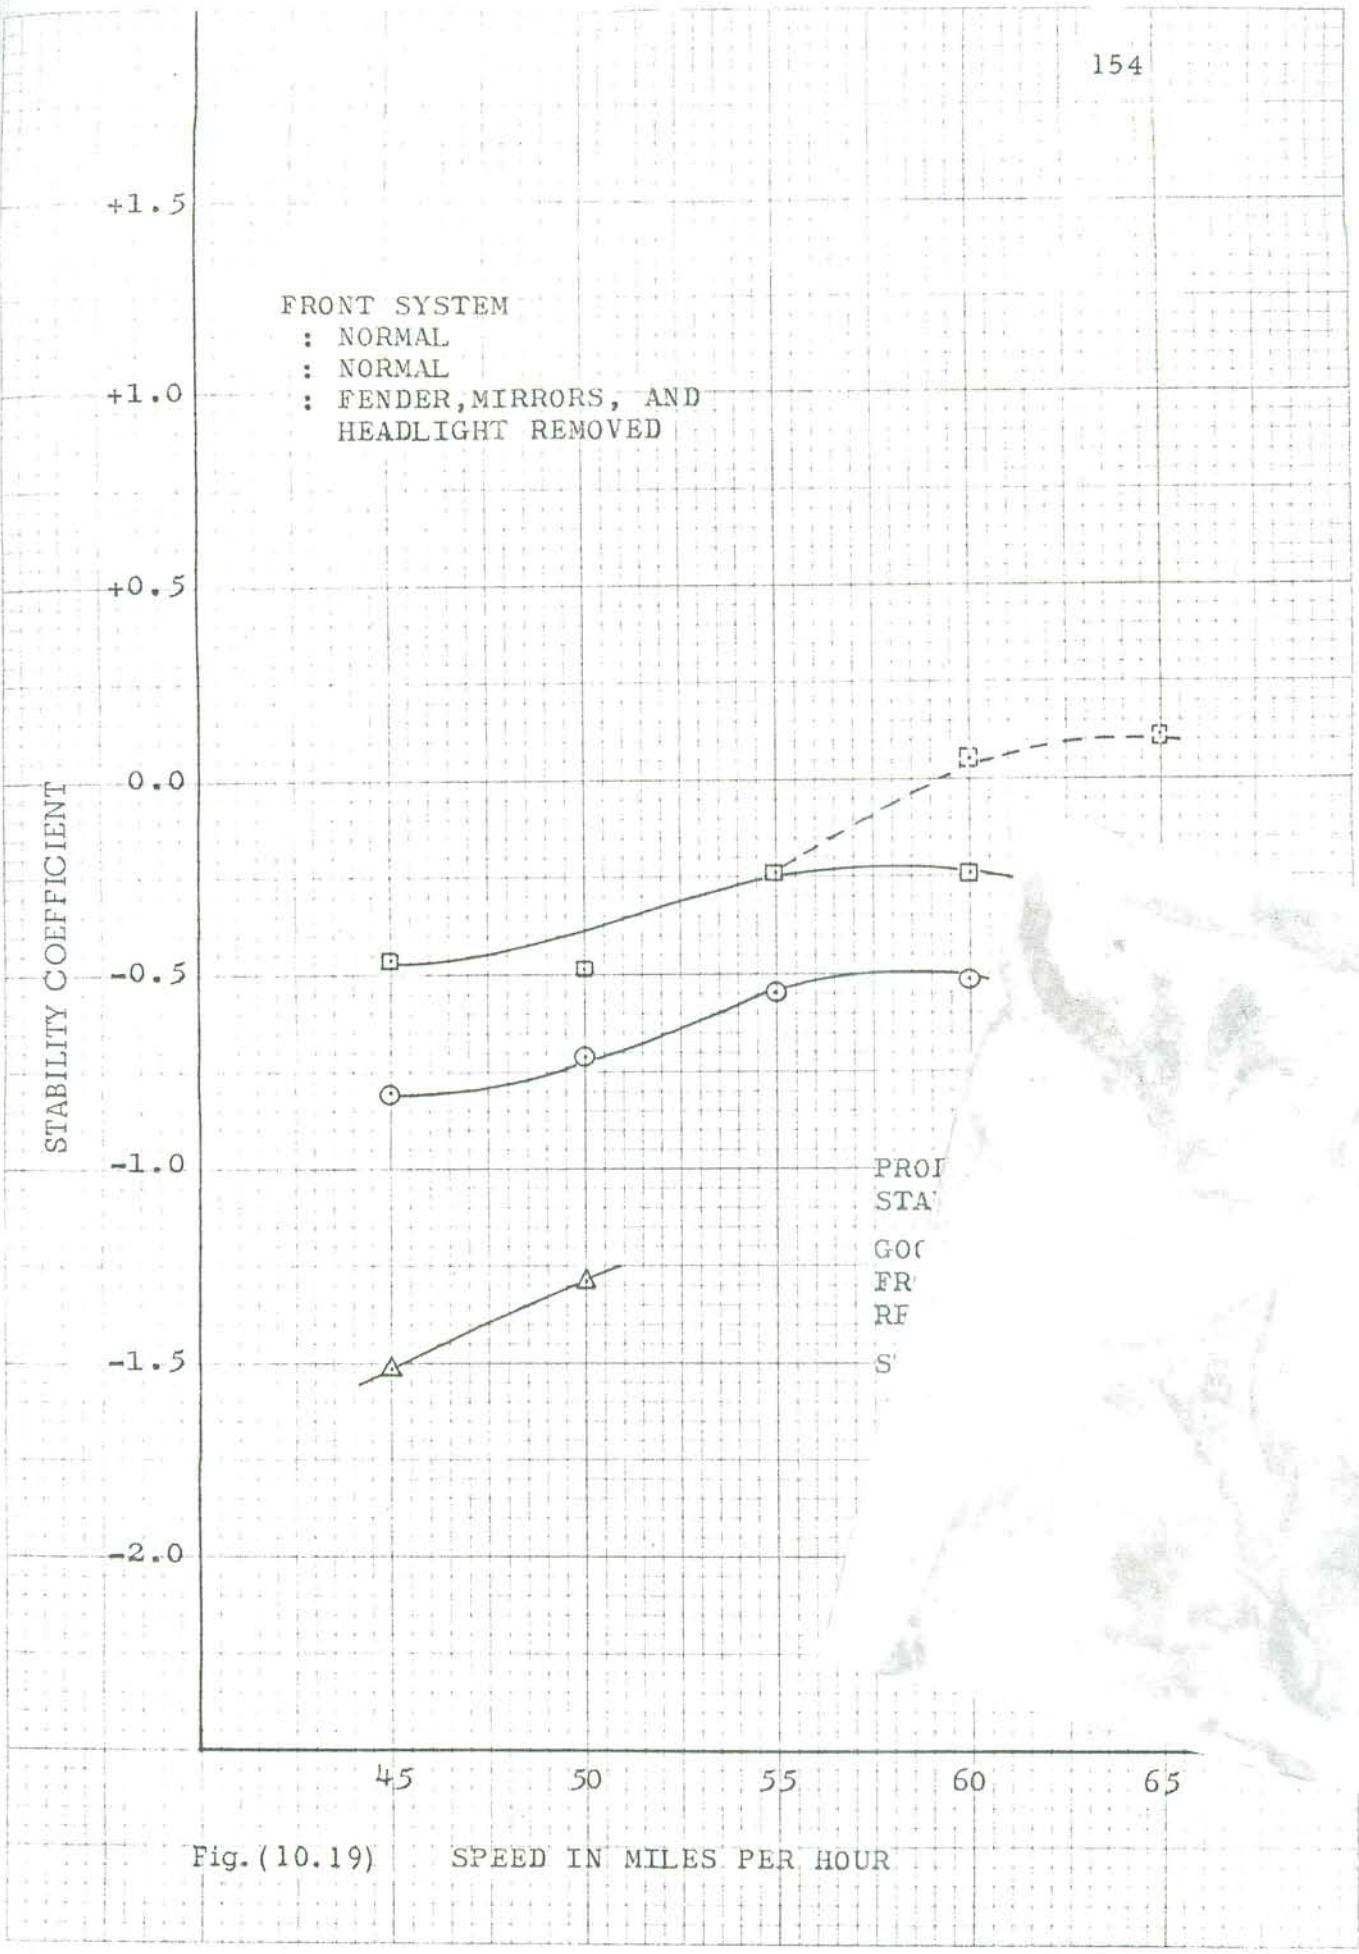 154
+1.5
FRONT SYSTEM
: NORMAL
: NORMAL
+1.0
: FENDER,MIRRORS, AND
HEADLIGHT REMOVED
+0.5
0.0
STABILITY COEFFICIENT
-0.5
-1.0
-1.5
-2.0
45 50 55 60 65
Fig.(10.19) SPEED IN MILES PER HOUR